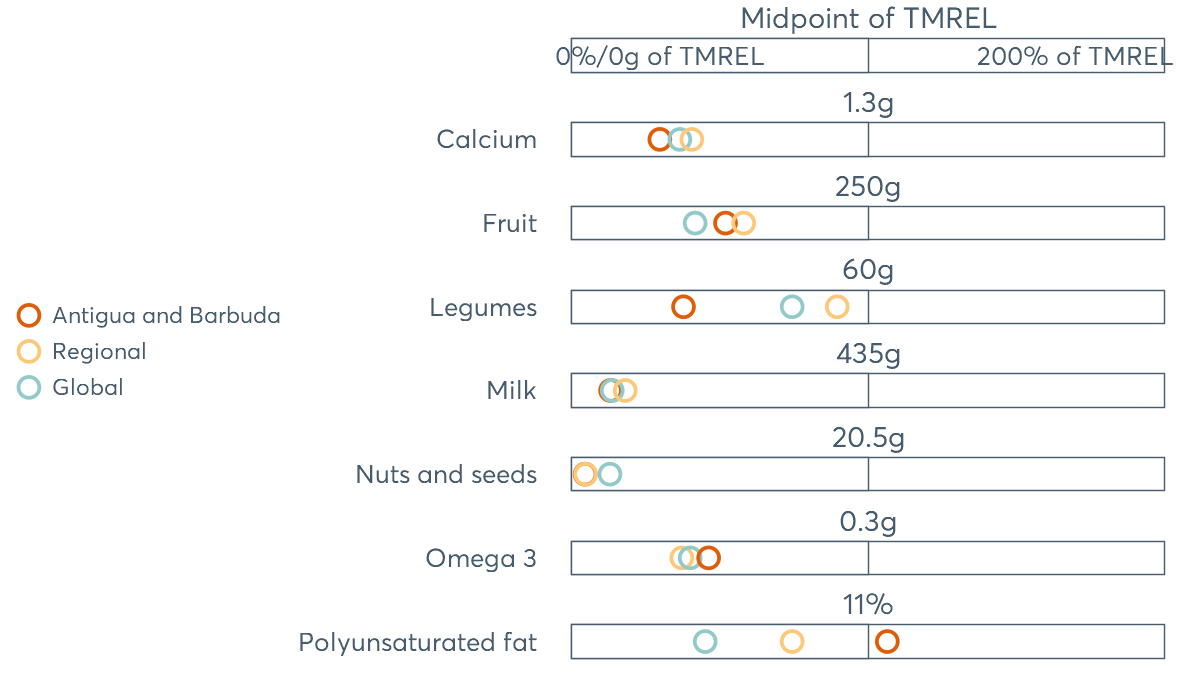 Midpoint of TMREL
0%/0g of TMREL
200% of TMREL
1.3g
Calcium
250g
Fruit
60g
Legumes
435g
Milk
20.5g
Nuts and seeds
0.3g
Omega 3
11%
Polyunsaturated fat
Antigua and Barbuda
Regional
Global